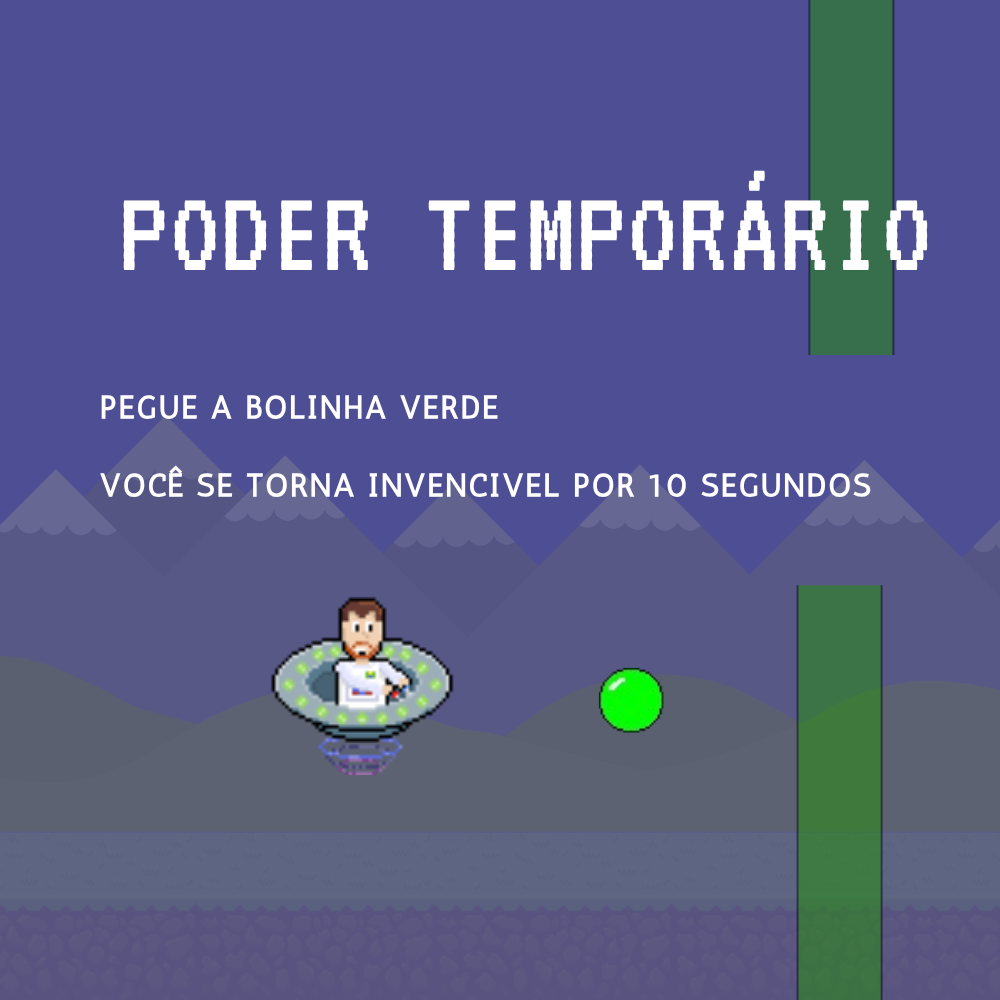 PODER TEMPORÁRIO
PEGUE A BOLINHA VERDE
VOCÊ SE TORNA INVENCIVEL POR 10 SEGUNDOS